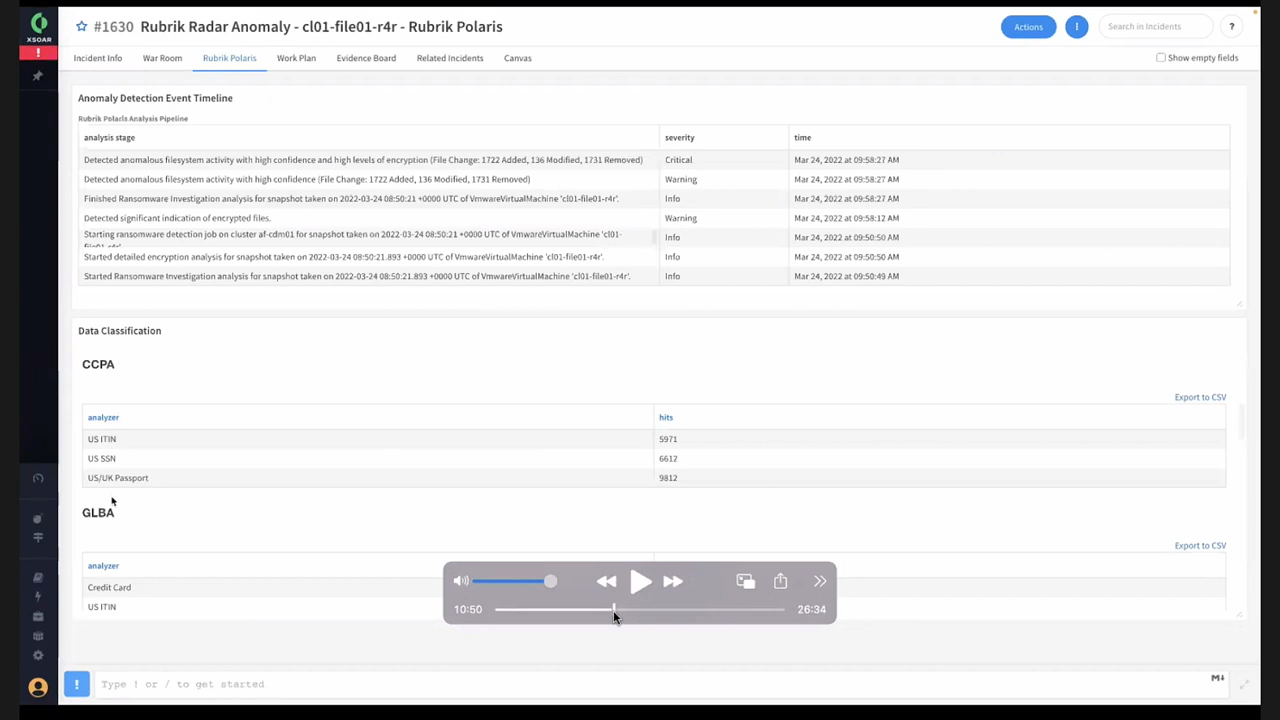 XSOAR
#1630 Rubrik Radar Anomaly - cl01-file01-r4r - Rubrik Polaris
Actions
Search in Incidents
?
!
Incident Info War Room Rubrik Polaris Work Plan Evidence Board Related Incidents Canvas
Show empty fields
Anomaly Detection Event Timeline
Rubrik Polaris Analysis Pipeline
analysis stage severity time
Detected anomalous filesystem activity with high confidence and high levels of encryption (File Change: 1722 Added, 136 Modified, 1731 Removed) Critical Mar 24, 2022 at 09:58:27 AM
Detected anomalous filesystem activity with high confidence (File Change: 1722 Added, 136 Modified, 1731 Removed) Warning Mar 24, 2022 at 09:58:27 AM
Finished Ransomware Investigation analysis for snapshot taken on 2022-03-24 08:50:21 +0000 UTC of VmwareVirtualMachine 'cl01-file01-r4r'. Info Mar 24, 2022 at 09:58:27 AM
Detected significant indication of encrypted files. Warning Mar 24, 2022 at 09:58:12 AM
Starting ransomware detection job on cluster af-cdm01 for snapshot taken on 2022-03-24 08:50:21 +0000 UTC of VmwareVirtualMachine 'cl01-
file01-r4r'. Info Mar 24, 2022 at 09:50:50 AM
Started detailed encryption analysis for snapshot taken on 2022-03-24 08:50:21.893 +0000 UTC of VmwareVirtualMachine 'cl01-file01-r4r'. Info Mar 24, 2022 at 09:50:50 AM
Started Ransomware Investigation analysis for snapshot taken on 2022-03-24 08:50:21.893 +0000 UTC of VmwareVirtualMachine 'cl01-file01-r4r'. Info Mar 24, 2022 at 09:50:49 AM
Data Classification
CCPA
Export to CSV
analyzer hits
US ITIN 5971
US SSN 6612
US/UK Passport 9812
GLBA
Export to CSV
analyzer
Credit Card
US ITIN
10:50 26:34
! Type ! or / to get started M↓